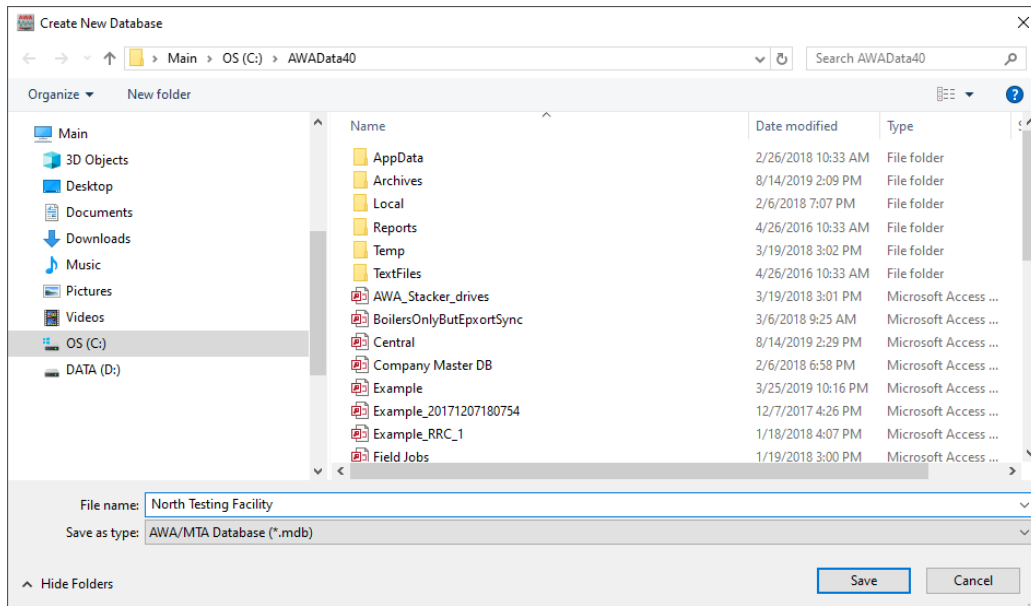 Create New Database
Main > OS (C:) > AWAData40
Search AWAData40
Organize
New folder
Main
3D Objects
Desktop
Documents
Downloads
Music
Pictures
Videos
OS (C:)
DATA (D:)
Name Date modified Type
AppData 2/26/2018 10:33 AM File folder
Archives 8/14/2019 2:09 PM File folder
Local 2/6/2018 7:07 PM File folder
Reports 4/26/2016 10:33 AM File folder
Temp 3/19/2018 3:02 PM File folder
TextFiles 4/26/2016 10:33 AM File folder
AWA_Stacker_drives 3/19/2018 3:01 PM Microsoft Access ...
BoilersOnlyButEpxortSync 3/6/2018 9:25 AM Microsoft Access ...
Central 8/14/2019 2:29 PM Microsoft Access ...
Company Master DB 2/6/2018 6:58 PM Microsoft Access ...
Example 3/25/2019 10:16 PM Microsoft Access ...
Example_20171207180754 12/7/2017 4:26 PM Microsoft Access ...
Example_RRC_1 1/18/2018 4:07 PM Microsoft Access ...
Field Jobs 1/19/2018 3:00 PM Microsoft Access ...
File name: North Testing Facility
Save as type: AWA/MTA Database (*.mdb)
Hide Folders
Save
Cancel